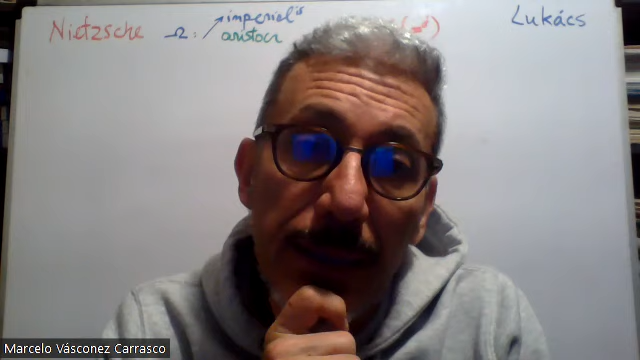 Nietzsche Ω: imperialis Lukács
aristocr
Marcelo Vásconez Carrasco